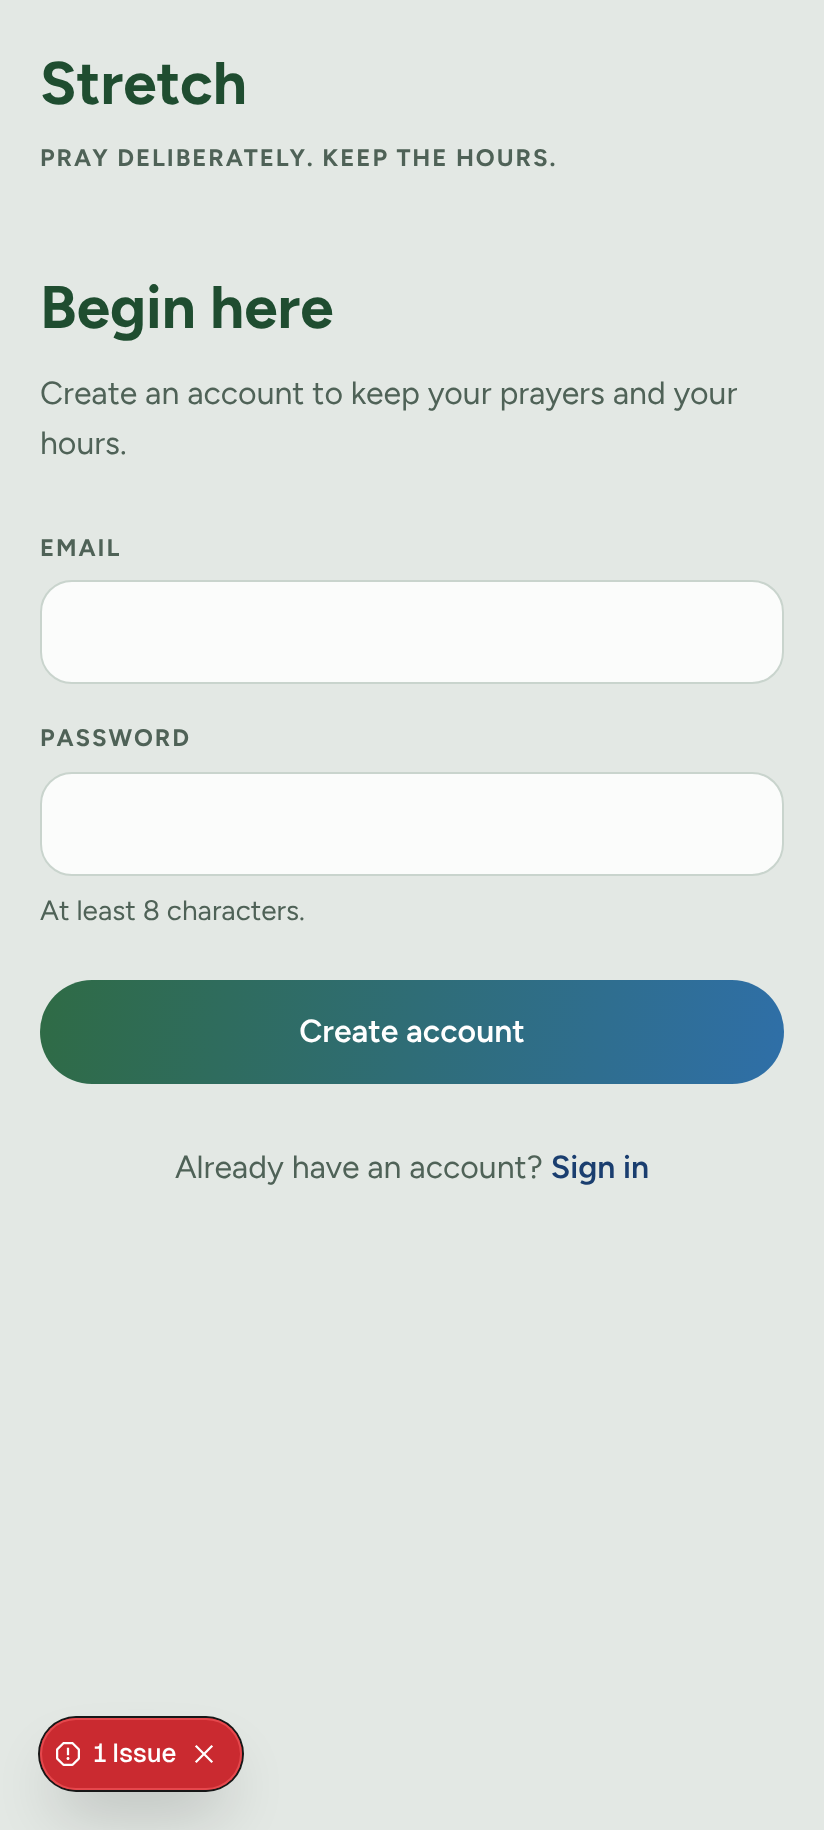 Stretch
PRAY DELIBERATELY. KEEP THE HOURS.
Begin here
Create an account to keep your prayers and your
hours.
EMAIL
PASSWORD
At least 8 characters.
Create account
Already have an account? Sign in
1 Issue